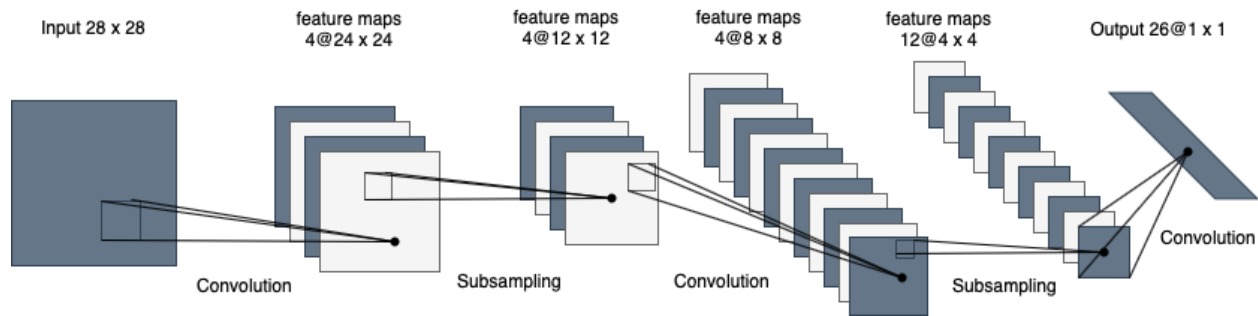 Input 28 x 28
feature maps
4@24 x 24
feature maps
4@12 x 12
feature maps
4@8 x 8
feature maps
12@4 x 4
Output 26@1 x 1
Convolution
Subsampling
Convolution
Subsampling
Convolution